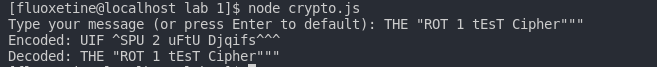 [fluoxetine@localhost lab 1]$ node crypto.js
Type your message (or press Enter to default): THE "ROT 1 tEsT Cipher"""
Encoded: UIF ^SPU 2 uFtU Djqifs^^^
Decoded: THE "ROT 1 tEsT Cipher"""